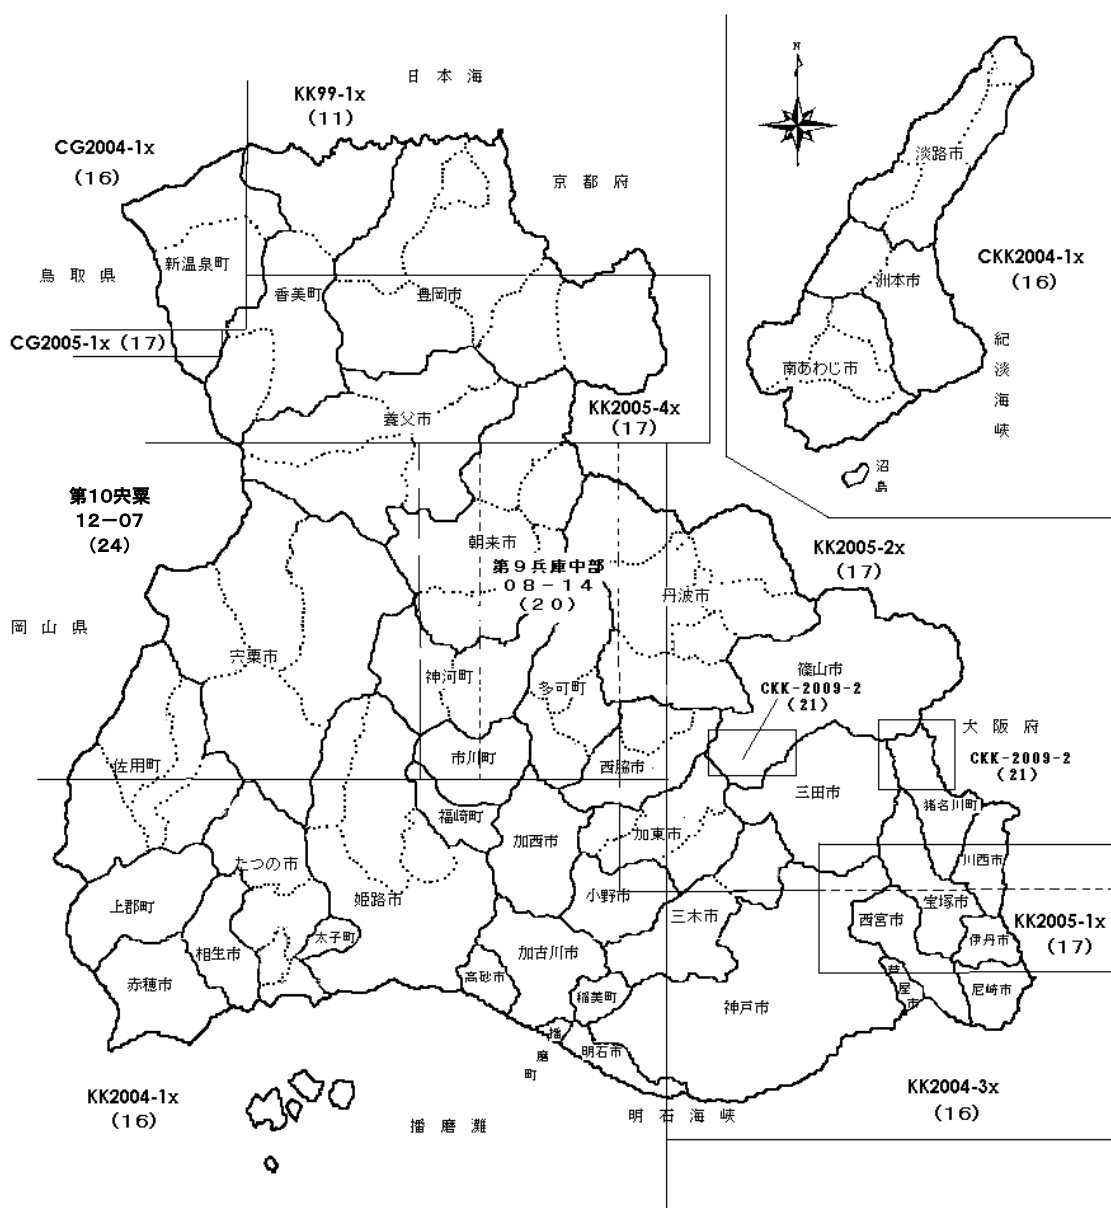 日本海
KK99-1x
(11)
CG2004-1x
(16)
京都府
N
淡路市
鳥取県
新温泉町
香美町
豊岡市
洲本市
CKK2004-1x
(16)
CG2005-1x (17)
紀淡海峡
南あわじ市
養父市
KK2005-4x
(17)
沼島
第10宍粟
12-07
(24)
朝来市
第9兵庫中部
08-14
(20)
KK2005-2x
(17)
丹波市
岡山県
宍粟市
神河町
多可町
篠山市
CKK-2009-2
(21)
大阪府
CKK-2009-2
(21)
佐用町
市川町
西脇市
三田市
猪名川町
福崎町
加西市
加東市
川西市
たつの市
上郡町
姫路市
小野市
三木市
西宮市
宝塚市
KK2005-1x
(17)
太子町
相生市
加古川市
伊丹市
赤穂市
高砂市
稲美町
神戸市
芦屋市
尼崎市
播磨町
明石市
KK2004-1x
(16)
KK2004-3x
(16)
播磨灘
明石海峡